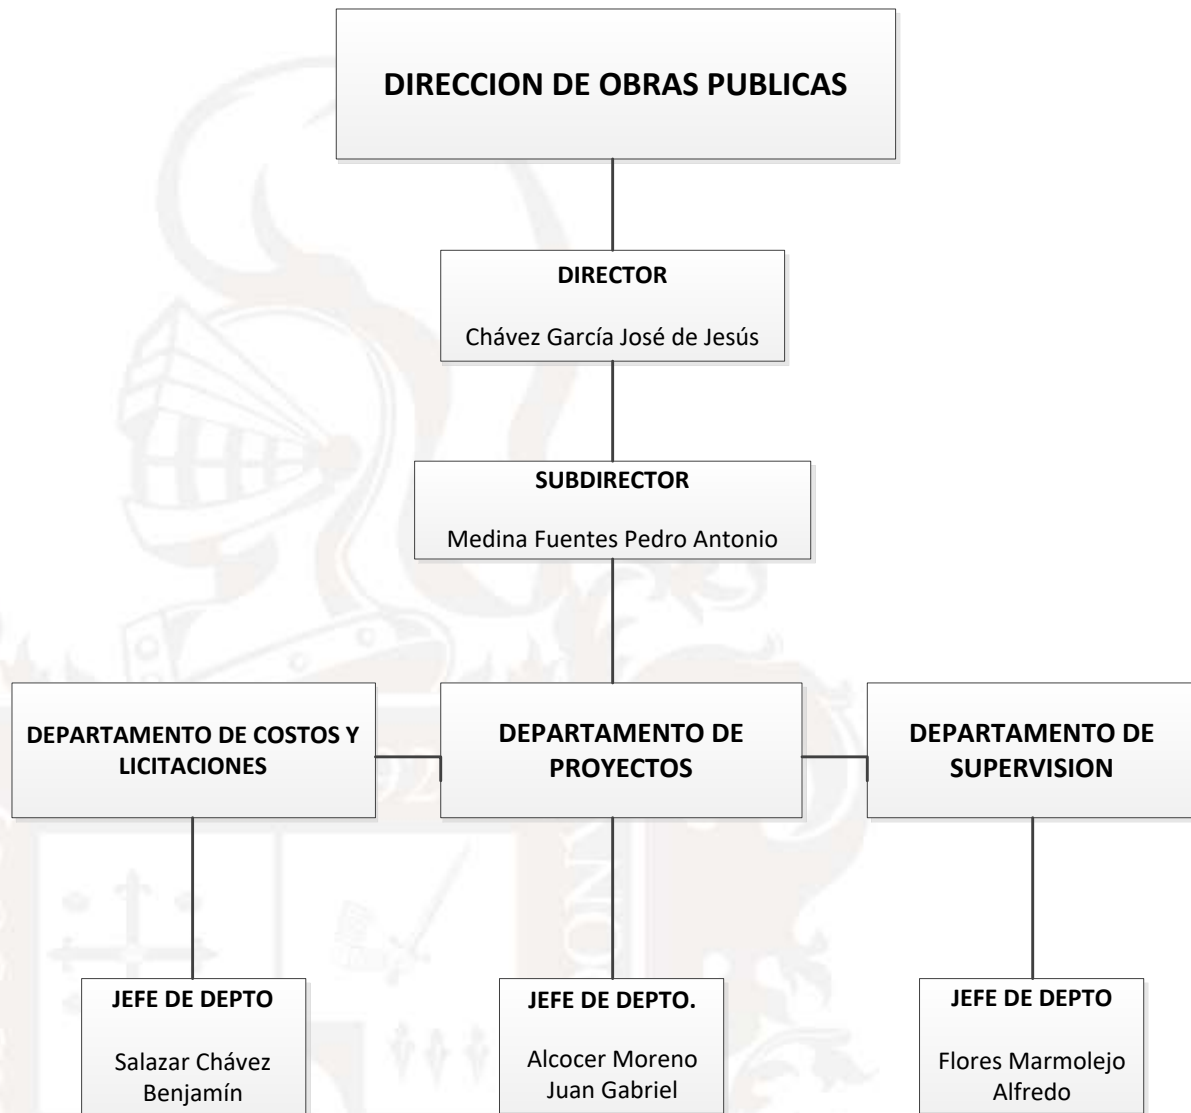 DIRECCION DE OBRAS PUBLICAS
DIRECTOR
Chávez García José de Jesús
SUBDIRECTOR
Medina Fuentes Pedro Antonio
DEPARTAMENTO DE COSTOS Y
LICITACIONES
DEPARTAMENTO DE
PROYECTOS
DEPARTAMENTO DE
SUPERVISION
JEFE DE DEPTO
Salazar Chávez
Benjamín
JEFE DE DEPTO.
Alcocer Moreno
Juan Gabriel
JEFE DE DEPTO
Flores Marmolejo
Alfredo